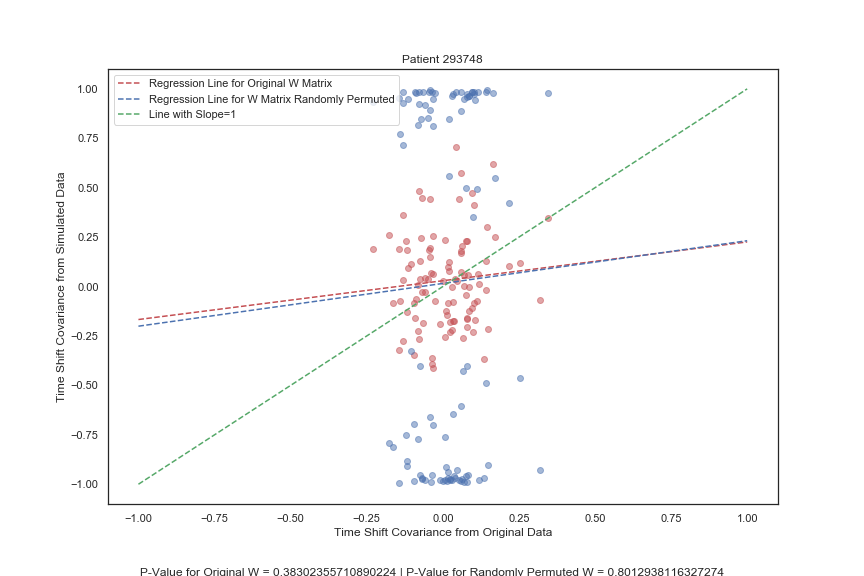 Patient 293748
Regression Line for Original W Matrix
Regression Line for W Matrix Randomly Permuted
Line with Slope=1
1.00
0.75
0.50
0.25
0.00
−0.25
−0.50
−0.75
−1.00
Time Shift Covariance from Simulated Data
−1.00 −0.75 −0.50 −0.25 0.00 0.25 0.50 0.75 1.00
Time Shift Covariance from Original Data
P-Value for Original W = 0.38302355710890224 | P-Value for Randomly Permuted W = 0.8012938116327274